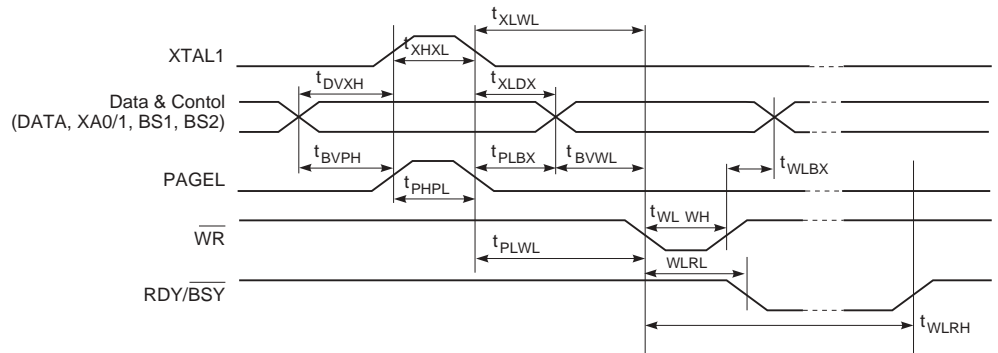 tXLWL
XTAL1
tXHXL
tDVXH
tXLDX
Data & Contol
(DATA, XA0/1, BS1, BS2)
tBVPH
tPLBX
tBVWL
tWLBX
PAGEL
tPHPL
tWL WH
WR
tPLWL
WLRL
RDY/BSY
tWLRH